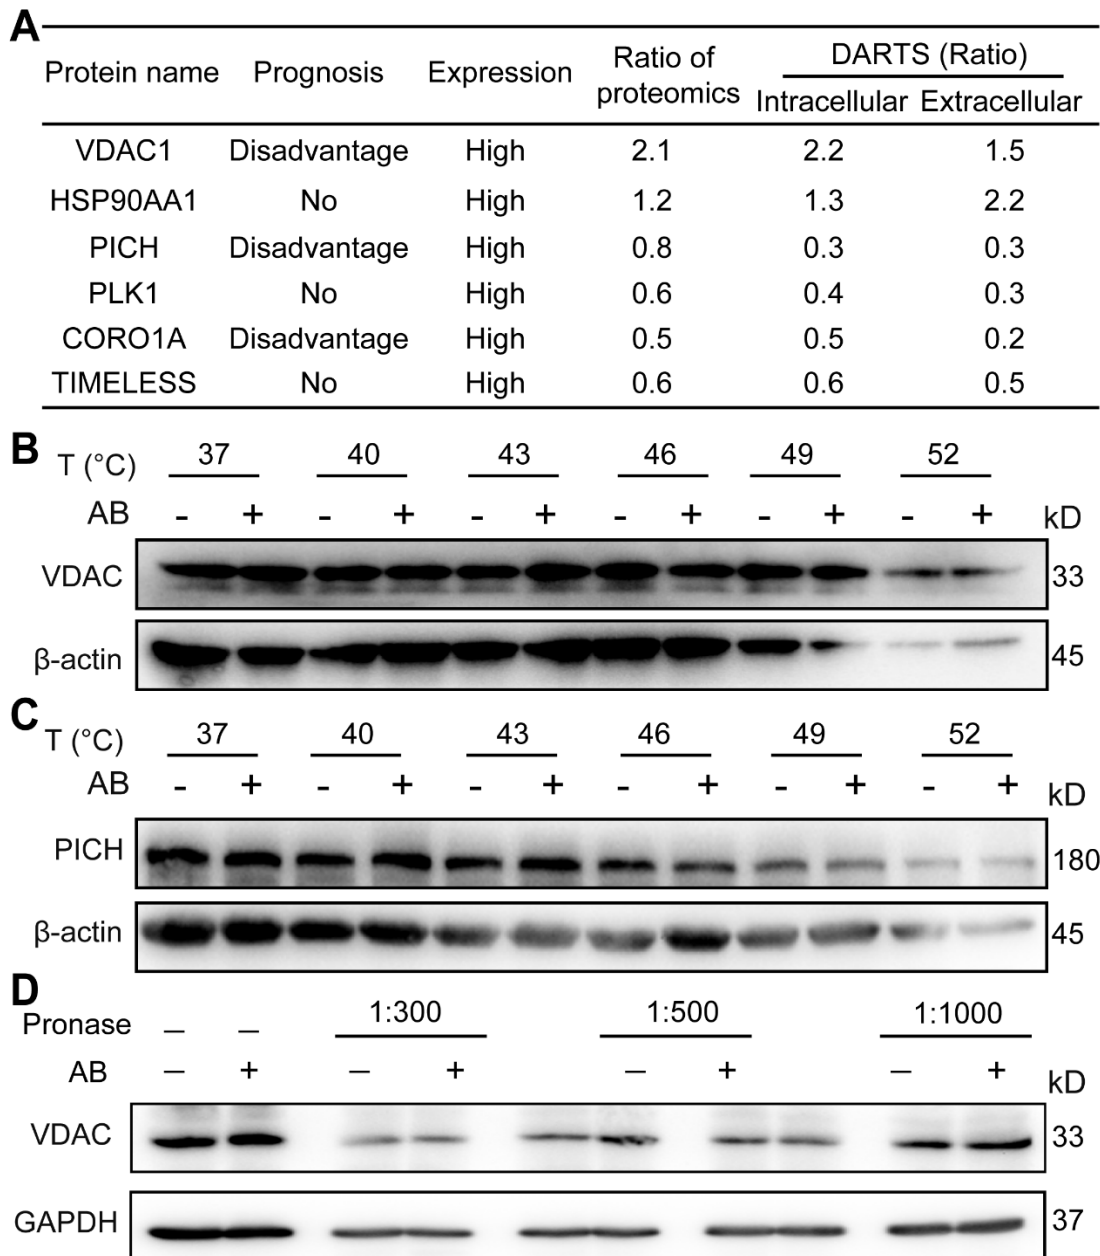 A
Protein name Prognosis Expression Ratio of proteomics DARTS (Ratio)
Intracellular Extracellular
VDAC1 Disadvantage High 2.1 2.2 1.5
HSP90AA1 No High 1.2 1.3 2.2
PICH Disadvantage High 0.8 0.3 0.3
PLK1 No High 0.6 0.4 0.3
CORO1A Disadvantage High 0.5 0.5 0.2
TIMELESS No High 0.6 0.6 0.5
B
T (°C) 37 40 43 46 49 52
AB - + - + - + - + - + - + kD
VDAC 33
β-actin 45
C
T (°C) 37 40 43 46 49 52
AB - + - + - + - + - + - + kD
PICH 180
β-actin 45
D
Pronase – – 1:300 1:500 1:1000
AB – + – + – + – + kD
VDAC 33
GAPDH 37